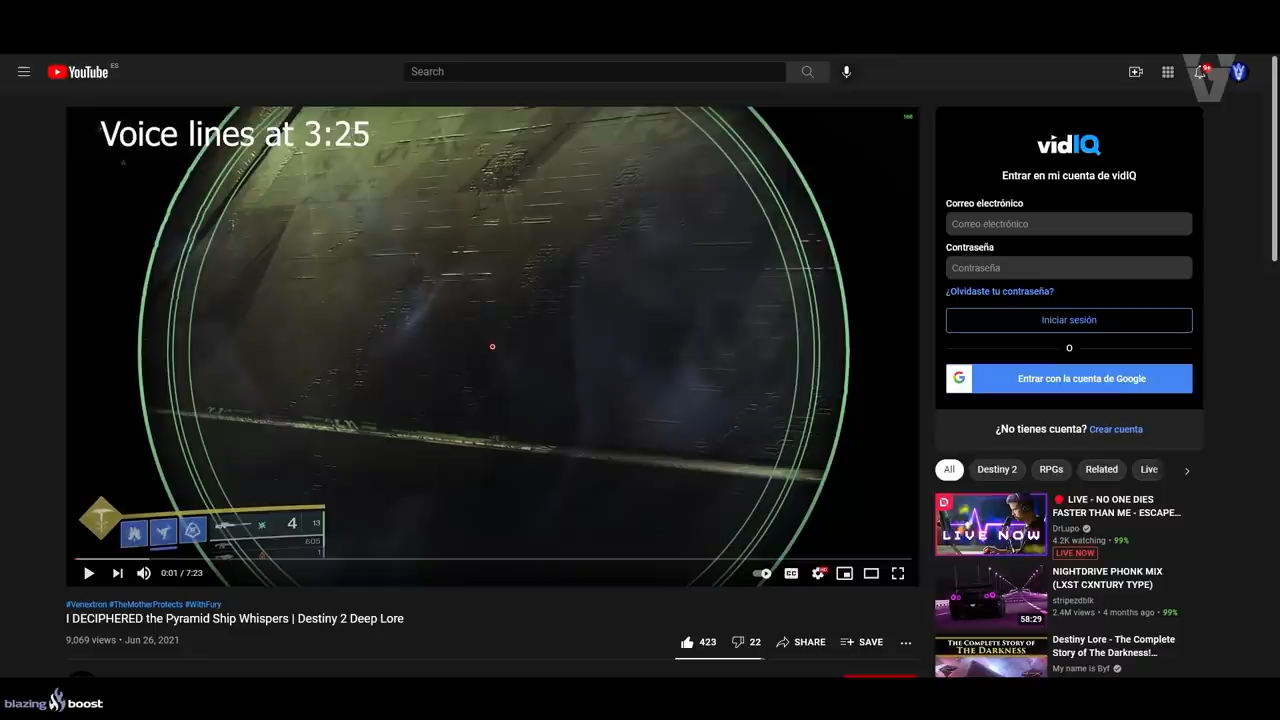 YouTube
ES
Search
9+
Voice lines at 3:25
168
4
13
605
1
0:01 / 7:23
CC
HD
#Venextron #TheMotherProtects #WithFury
I DECIPHERED the Pyramid Ship Whispers | Destiny 2 Deep Lore
9,069 views • Jun 26, 2021
423
22
SHARE
SAVE
vidIQ
Entrar en mi cuenta de vidIQ
Correo electrónico
Correo electrónico
Contraseña
Contraseña
¿Olvidaste tu contraseña?
Iniciar sesión
O
Entrar con la cuenta de Google
¿No tienes cuenta? Crear cuenta
All
Destiny 2
RPGs
Related
Live
LIVE NOW
LIVE - NO ONE DIES
FASTER THAN ME - ESCAPE...
DrLupo
4.2K watching • 99%
LIVE NOW
58:29
NIGHTDRIVE PHONK MIX
(LXST CXNTURY TYPE)
stripezdblk
2.4M views • 4 months ago • 99%
THE COMPLETE STORY OF
THE DARKNESS
Destiny Lore - The Complete
Story of The Darkness!...
My name is Byf
blazing boost